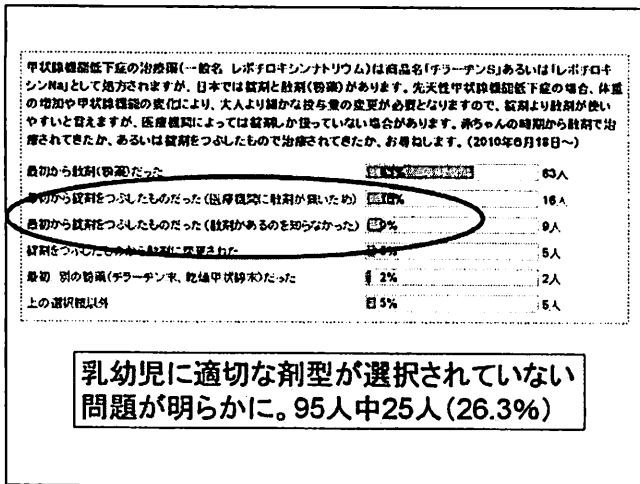 甲状腺機能低下症の治療薬(一般名 レボチロキシンナトリウム)は商品名「チラーヂンS」あるいは「レボチロキ
シンNa」として処方されますが、日本では錠剤と散剤(粉薬)があります。先天性甲状腺機能低下症の場合、体重
の増加や甲状腺機能の変化により、大人より細かな投与量の変更が必要となりますので、錠剤より散剤が使い
やすいと言えますが、医療機関によっては錠剤しか扱っていない場合があります。赤ちゃんの時期から散剤で治
療されてきたか、あるいは錠剤をつぶしたもので治療されてきたか、お尋ねします。(2010年6月18日~)
最初から散剤(粉薬)だった 63人
最初から錠剤をつぶしたものだった(医療機関に散剤が無いため) 16人
最初から錠剤をつぶしたものだった(散剤があるのを知らなかった) 9% 9人
錠剤をつぶしたものから散剤に変更された 5人
最初 別の粉薬(チラーヂン末、乾燥甲状腺末)だった 2% 2人
上の選択肢以外 5% 5人
乳幼児に適切な剤型が選択されていない
問題が明らかに。95人中25人(26.3%)